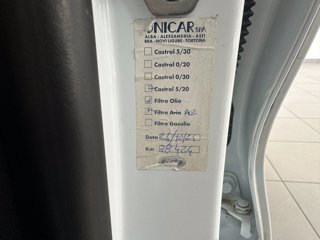 UNICAR SPA
ALBA - ALESSANDRIA - ASTI
BRA - NOVI LIGURE - TORTONA
Castrol 5/30
Castrol 0/20
Castrol 0/30
Castrol 5/20
Filtro Olio
Filtro Aria
Filtro Gasolio
Data
Km 38424